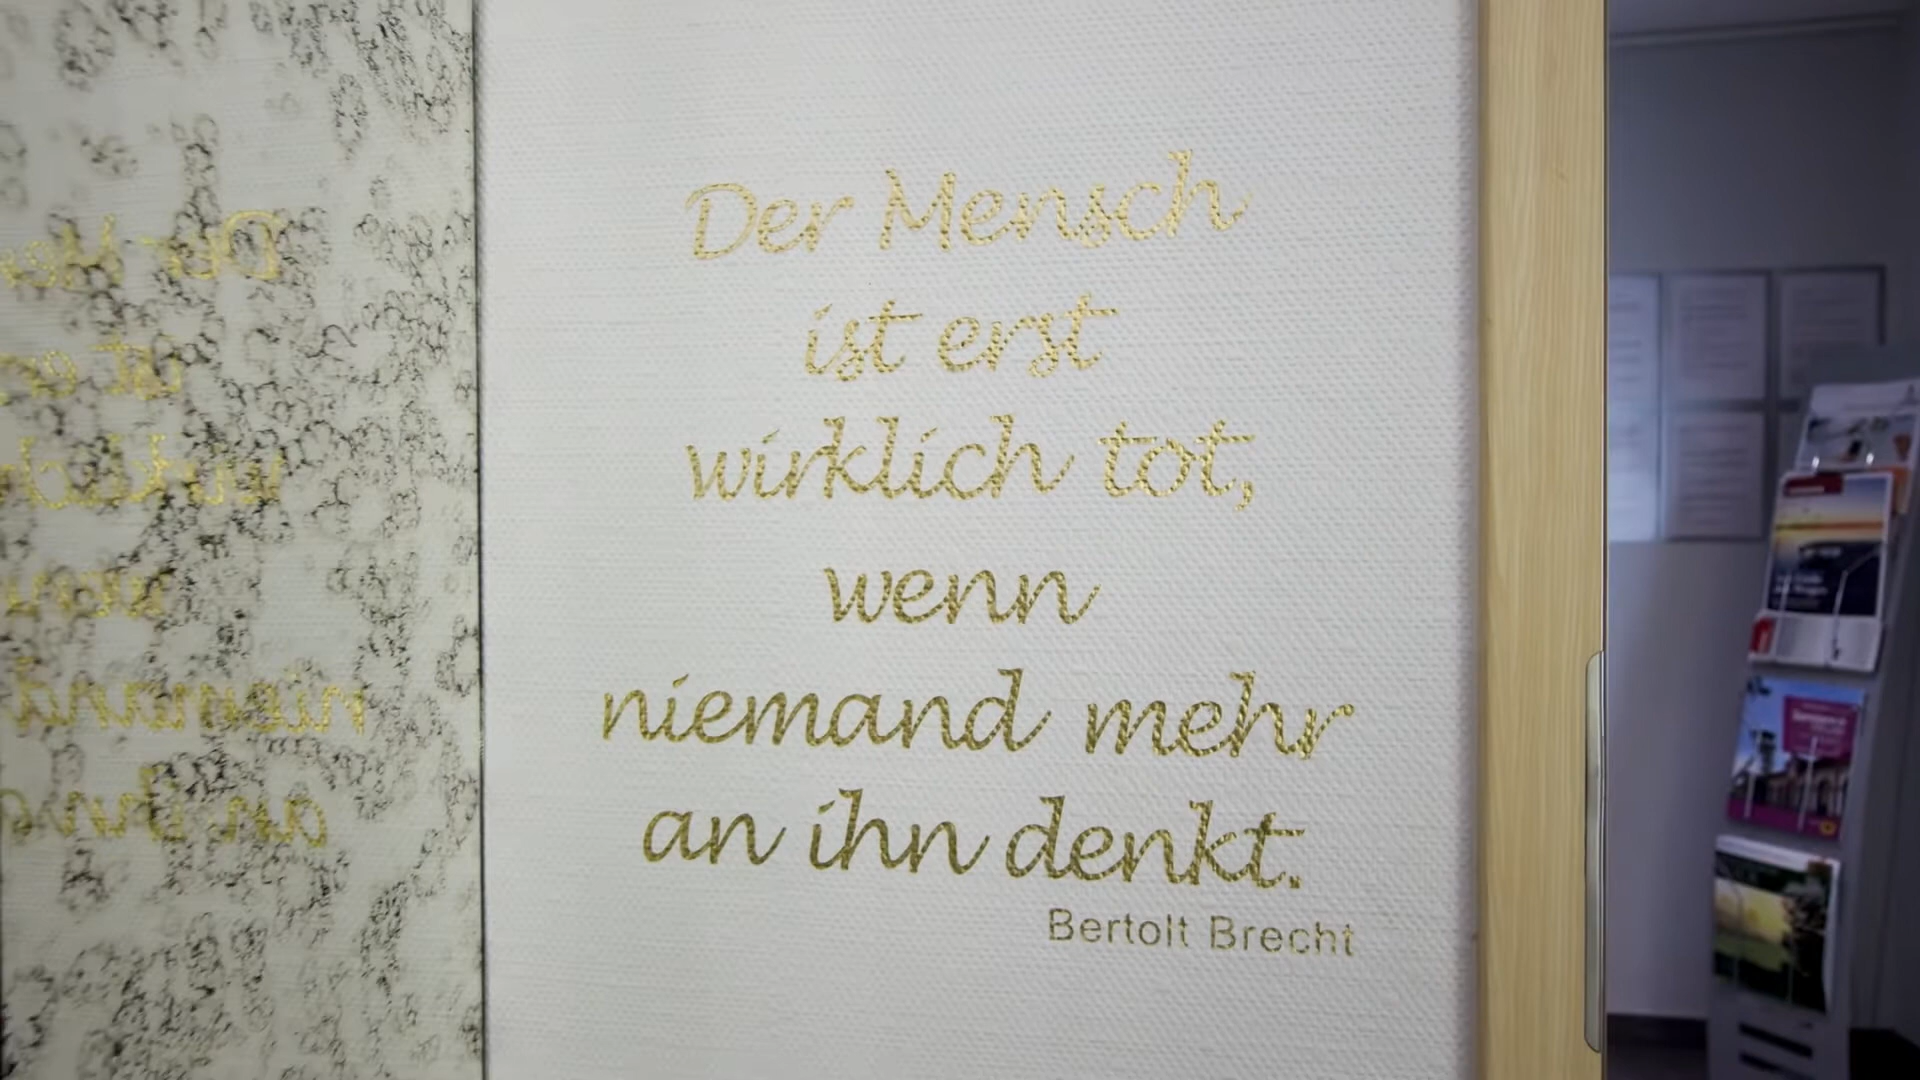 Der Mensch
ist erst
wirklich tot,
wenn
niemand mehr
an ihn denkt.
Bertolt Brecht